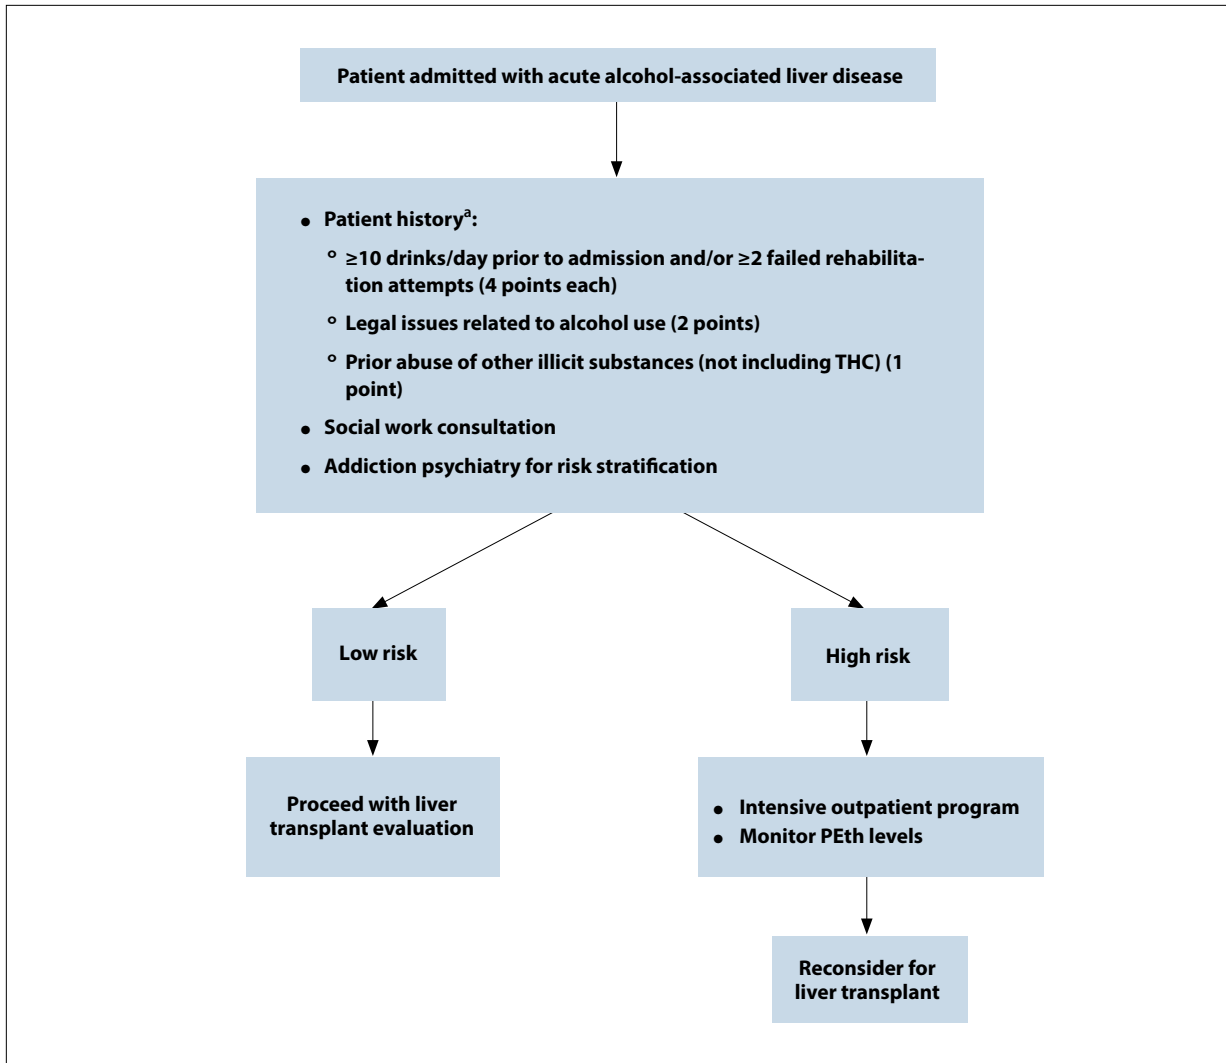 Patient admitted with acute alcohol-associated liver disease
• Patient historyᵃ:
° ≥10 drinks/day prior to admission and/or ≥2 failed rehabilita-
tion attempts (4 points each)
° Legal issues related to alcohol use (2 points)
° Prior abuse of other illicit substances (not including THC) (1
point)
• Social work consultation
• Addiction psychiatry for risk stratification
Low risk
High risk
Proceed with liver
transplant evaluation
• Intensive outpatient program
• Monitor PEth levels
Reconsider for
liver transplant